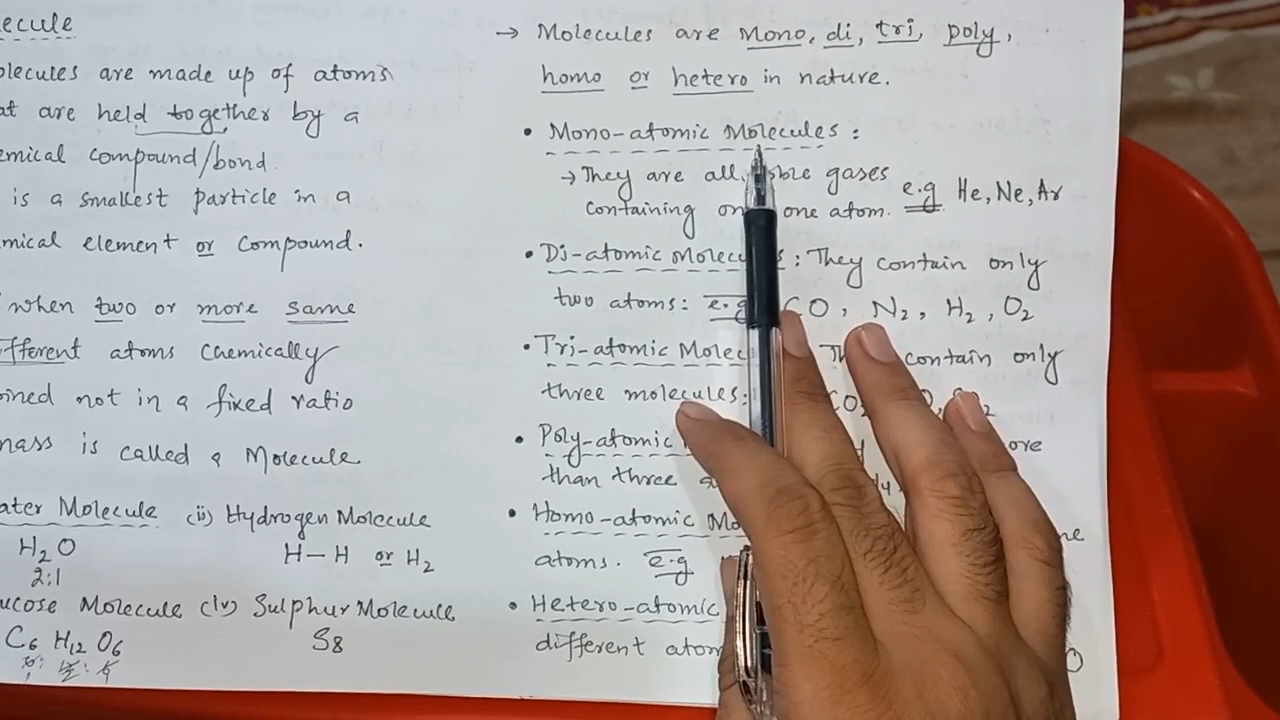 ecule
olecules are made up of atoms
at are held together by a
emical compound/bond.
is a smallest particle in a
mical element or compound.
when two or more same
ifferent atoms chemically
ined not in a fixed ratio
mass is called a Molecule
ater Molecule (ii) Hydrogen Molecule
H2O H-H or H2
2:1
ucose Molecule (iv) Sulphur Molecule
C6 H12 O6 S8
→ Molecules are Mono, di, tri, poly,
homo or hetero in nature.
• Mono-atomic Molecules:
→ They are all gases
containing one atom. e.g He, Ne, Ar
• Di-atomic Molecu : They contain only
two atoms: e.g CO, N2, H2, O2
• Tri-atomic Molec contain only
three molecules:
• Poly-atomic ore
than three
• Homo-atomic Mo
atoms. e.g
• Hetero-atomic
different atom